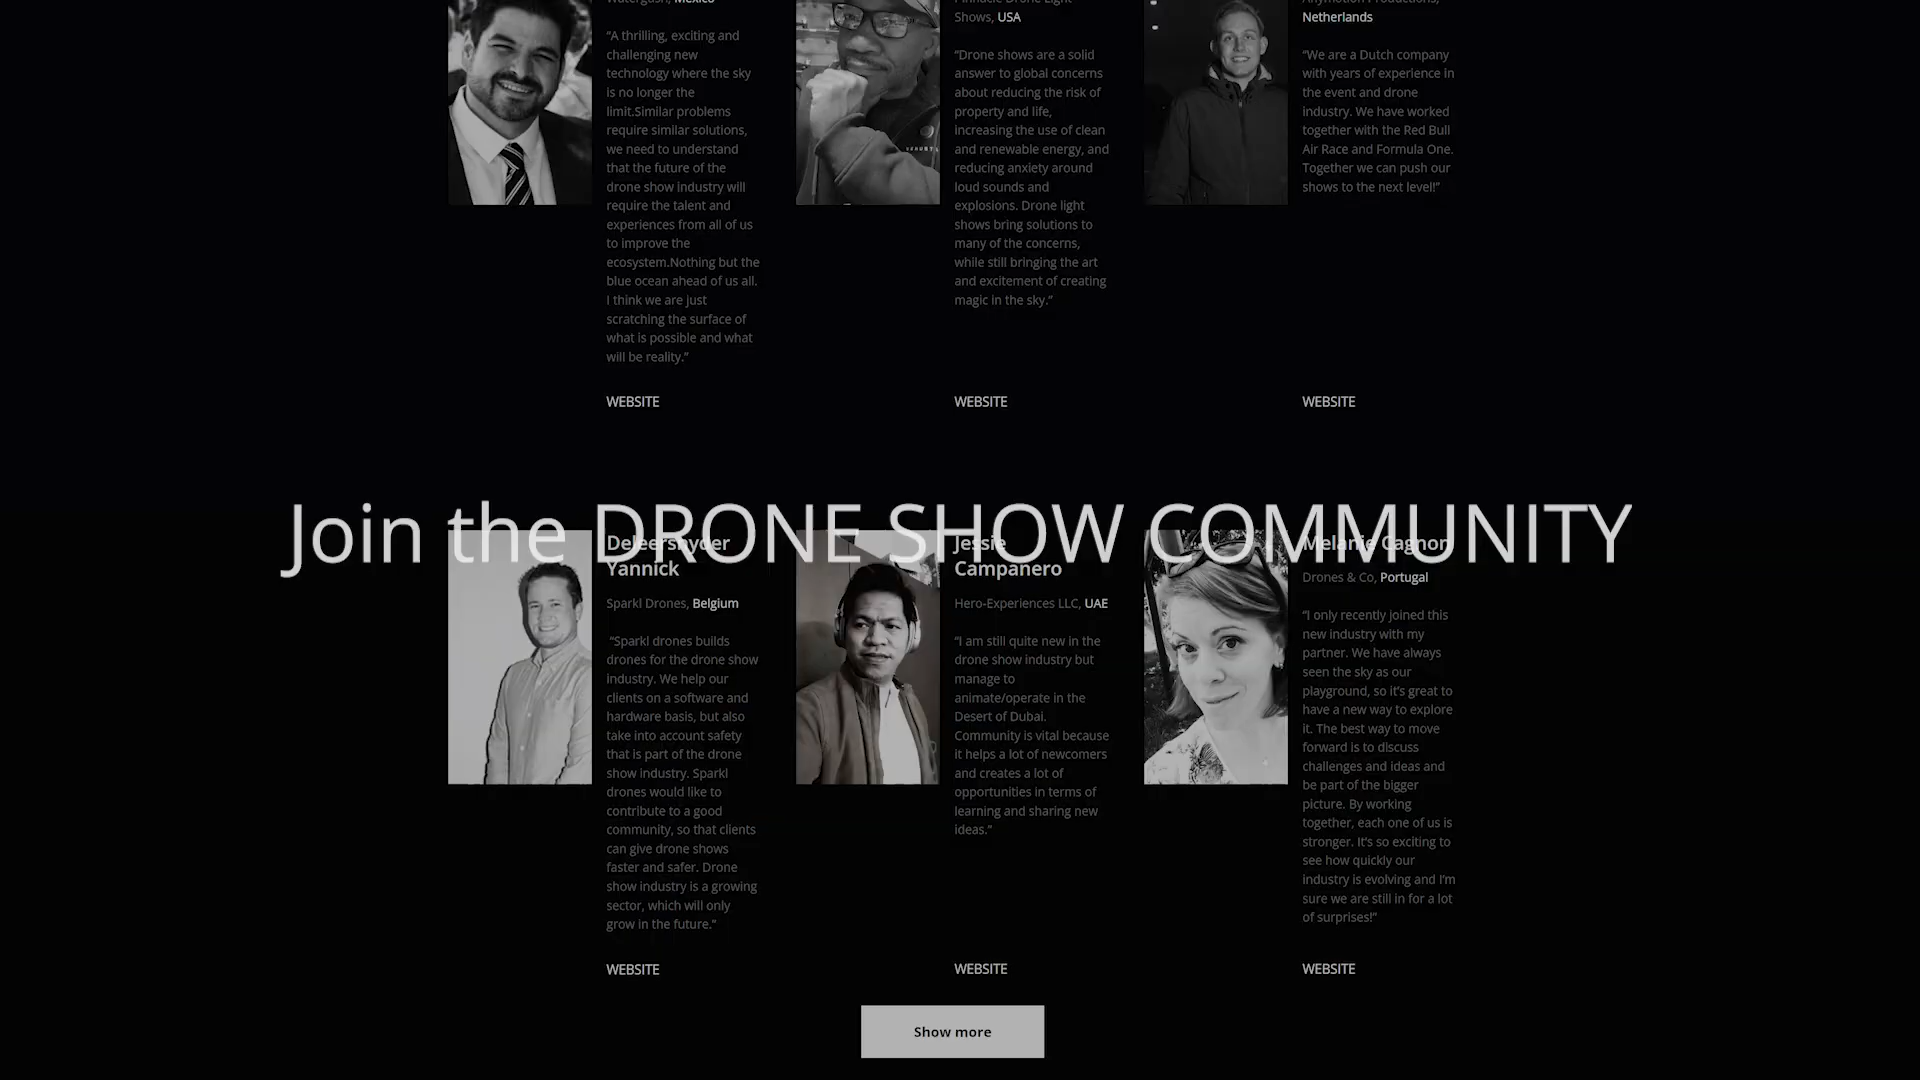 Watergush, Mexico
"A thrilling, exciting and
challenging new
technology where the sky
is no longer the
limit.Similar problems
require similar solutions,
we need to understand
that the future of the
drone show industry will
require the talent and
experiences from all of us
to improve the
ecosystem.Nothing but the
blue ocean ahead of us all.
I think we are just
scratching the surface of
what is possible and what
will be reality."
WEBSITE
Pinnacle Drone Light
Shows, USA
"Drone shows are a solid
answer to global concerns
about reducing the risk of
property and life,
increasing the use of clean
and renewable energy, and
reducing anxiety around
loud sounds and
explosions. Drone light
shows bring solutions to
many of the concerns,
while still bringing the art
and excitement of creating
magic in the sky."
WEBSITE
Anymotion Productions,
Netherlands
"We are a Dutch company
with years of experience in
the event and drone
industry. We have worked
together with the Red Bull
Air Race and Formula One.
Together we can push our
shows to the next level!"
WEBSITE
Join the DRONE SHOW COMMUNITY
Deleersnyder
Yannick
Sparkl Drones, Belgium
"Sparkl drones builds
drones for the drone show
industry. We help our
clients on a software and
hardware basis, but also
take into account safety
that is part of the drone
show industry. Sparkl
drones would like to
contribute to a good
community, so that clients
can give drone shows
faster and safer. Drone
show industry is a growing
sector, which will only
grow in the future."
WEBSITE
Jessie
Campanero
Hero-Experiences LLC, UAE
"I am still quite new in the
drone show industry but
manage to
animate/operate in the
Desert of Dubai.
Community is vital because
it helps a lot of newcomers
and creates a lot of
opportunities in terms of
learning and sharing new
ideas."
WEBSITE
Melanie Gagnon
Drones & Co, Portugal
"I only recently joined this
new industry with my
partner. We have always
seen the sky as our
playground, so it's great to
have a new way to explore
it. The best way to move
forward is to discuss
challenges and ideas and
be part of the bigger
picture. By working
together, each one of us is
stronger. It's so exciting to
see how quickly our
industry is evolving and I'm
sure we are still in for a lot
of surprises!"
WEBSITE
Show more